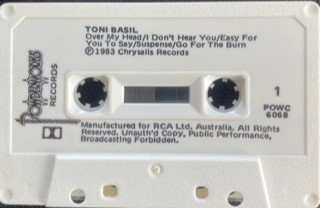 TONI BASIL
Over My Head/I Don't Hear You/Easy For
You To Say/Suspense/Go For The Burn
℗1983 Chrysalis Records
POWDERWORKS
RECORDS
1
POWC
6068
Manufactured for RCA Ltd. Australia. All Rights
Reserved. Unauth'd Copy, Public Performance,
Broadcasting Forbidden.